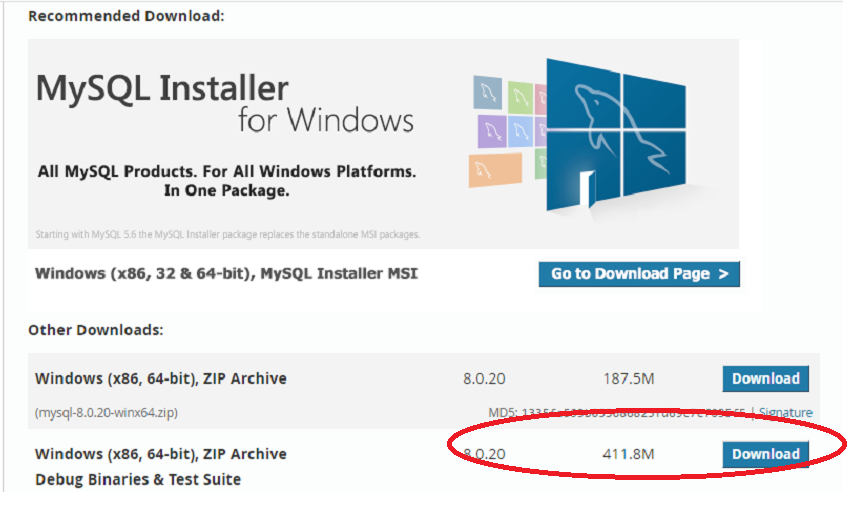 Recommended Download:
MySQL Installer
for Windows
All MySQL Products. For All Windows Platforms.
In One Package.
Starting with MySQL 5.6 the MySQL Installer package replaces the standalone MSI packages.
Windows (x86, 32 & 64-bit), MySQL Installer MSI
Go to Download Page >
Other Downloads:
Windows (x86, 64-bit), ZIP Archive 8.0.20 187.5M Download
(mysql-8.0.20-winx64.zip) MD5: | Signature
Windows (x86, 64-bit), ZIP Archive 8.0.20 411.8M Download
Debug Binaries & Test Suite